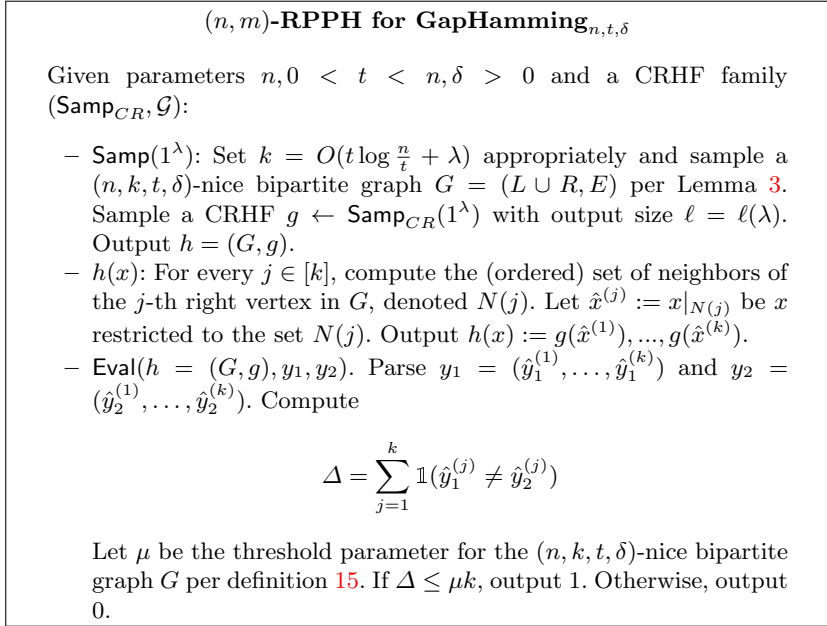 (n, m)-RPPH for GapHamming_{n,t,δ}
Given parameters n, 0 < t < n, δ > 0 and a CRHF family
(Samp_{CR}, 𝒢):
– Samp(1^λ): Set k = O(t log n/t + λ) appropriately and sample a
(n, k, t, δ)-nice bipartite graph G = (L ∪ R, E) per Lemma 3.
Sample a CRHF g ← Samp_{CR}(1^λ) with output size ℓ = ℓ(λ).
Output h = (G, g).
– h(x): For every j ∈ [k], compute the (ordered) set of neighbors of
the j-th right vertex in G, denoted N(j). Let x̂^{(j)} := x|_{N(j)} be x
restricted to the set N(j). Output h(x) := g(x̂^{(1)}), ..., g(x̂^{(k)}).
– Eval(h = (G, g), y_1, y_2). Parse y_1 = (ŷ_1^{(1)}, . . . , ŷ_1^{(k)}) and y_2 =
(ŷ_2^{(1)}, . . . , ŷ_2^{(k)}). Compute
Δ = ∑_{j=1}^{k} 𝟙(ŷ_1^{(j)} ≠ ŷ_2^{(j)})
Let μ be the threshold parameter for the (n, k, t, δ)-nice bipartite
graph G per definition 15. If Δ ≤ μk, output 1. Otherwise, output
0.